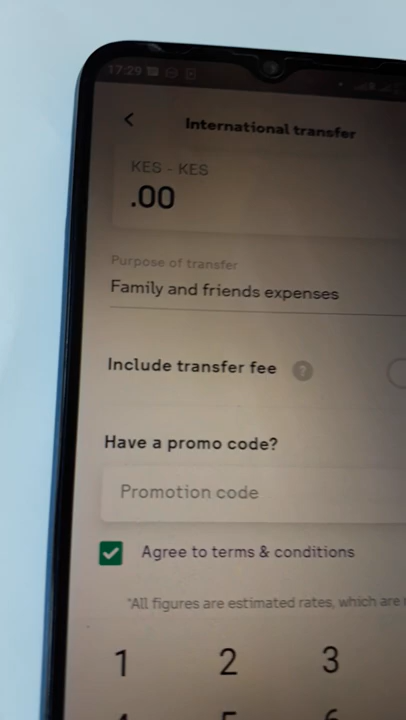 17:29
International transfer
KES - KES
.00
Purpose of transfer
Family and friends expenses
Include transfer fee ?
Have a promo code?
Promotion code
Agree to terms & conditions
*All figures are estimated rates, which are
1 2 3